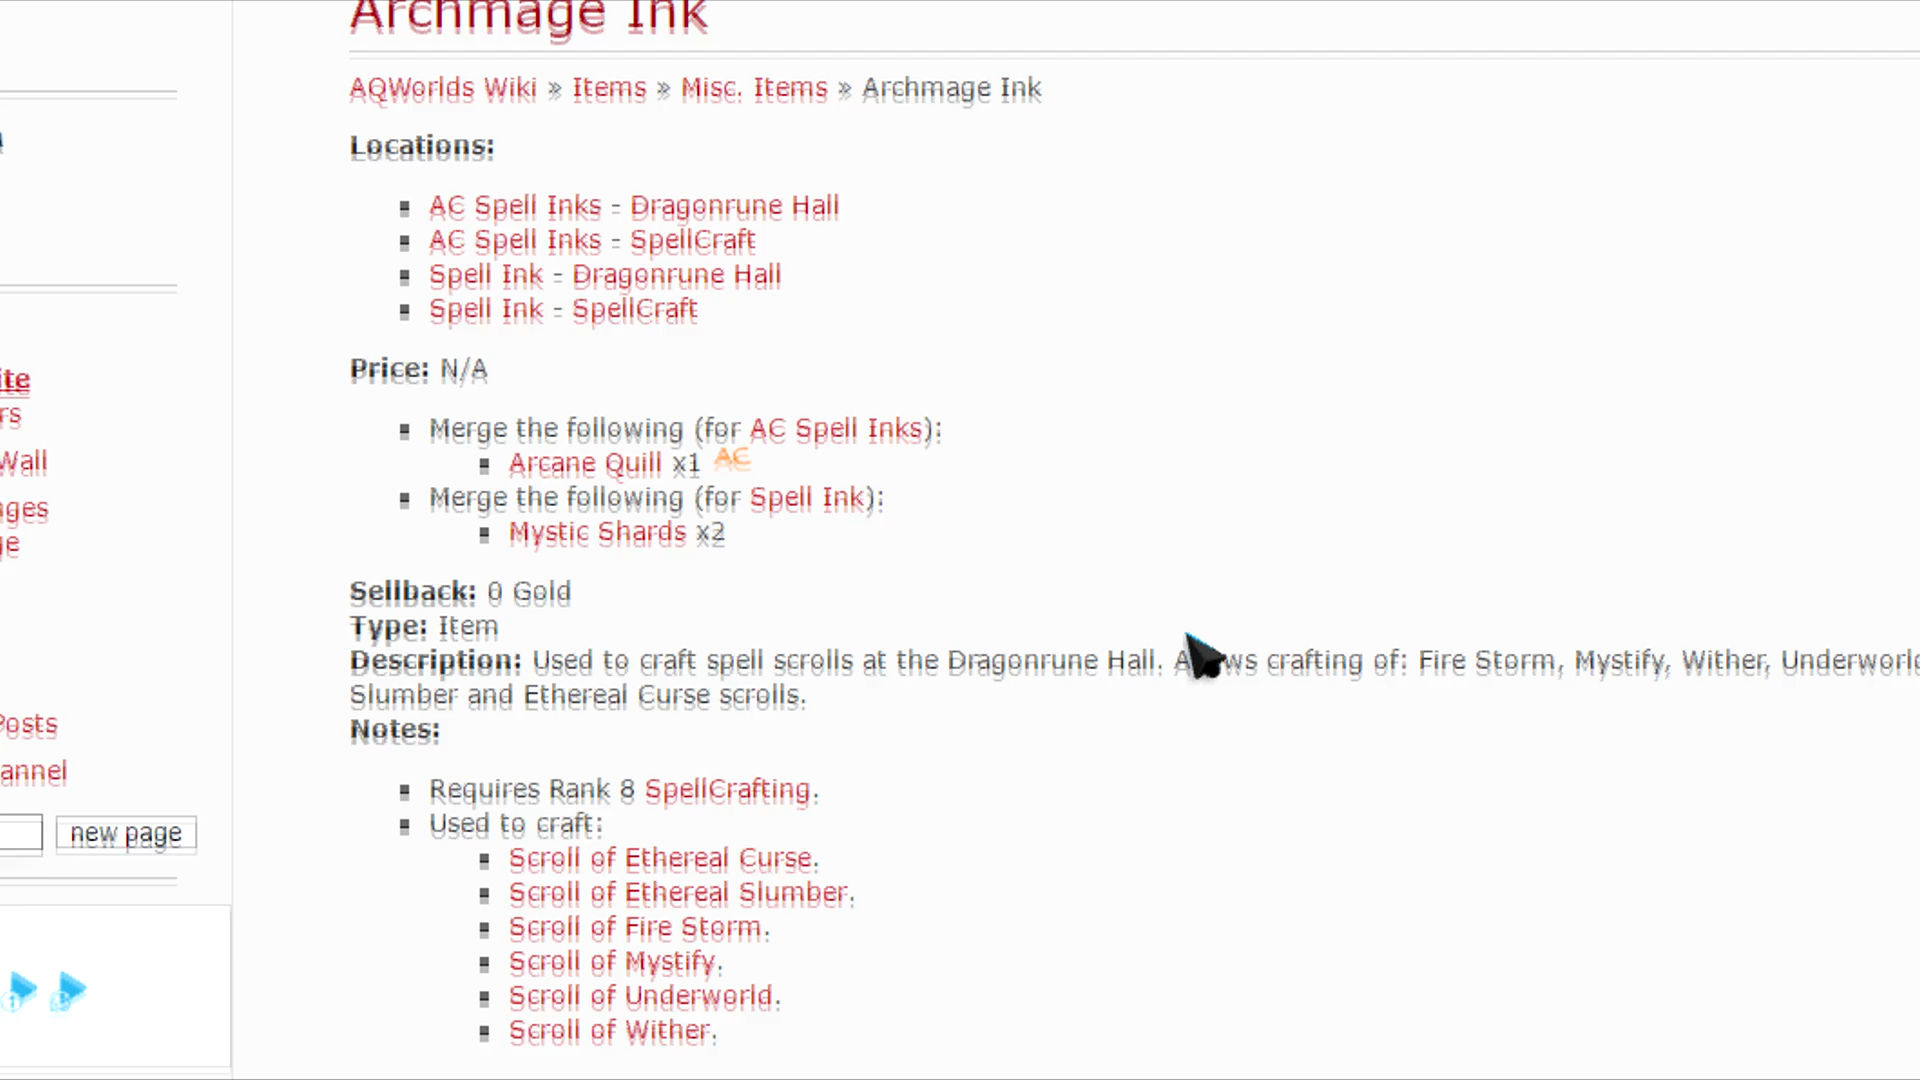 Archmage Ink
AQWorlds Wiki » Items » Misc. Items » Archmage Ink
Locations:
AC Spell Inks - Dragonrune Hall
AC Spell Inks - SpellCraft
Spell Ink - Dragonrune Hall
Spell Ink - SpellCraft
Price: N/A
Merge the following (for AC Spell Inks):
Arcane Quill x1 AC
Merge the following (for Spell Ink):
Mystic Shards x2
Sellback: 0 Gold
Type: Item
Description: Used to craft spell scrolls at the Dragonrune Hall. crafting of: Fire Storm, Mystify, Wither, Underworld
Slumber and Ethereal Curse scrolls.
Notes:
Requires Rank 8 SpellCrafting.
Used to craft:
Scroll of Ethereal Curse.
Scroll of Ethereal Slumber.
Scroll of Fire Storm.
Scroll of Mystify.
Scroll of Underworld.
Scroll of Wither.
Wall
Posts
new page